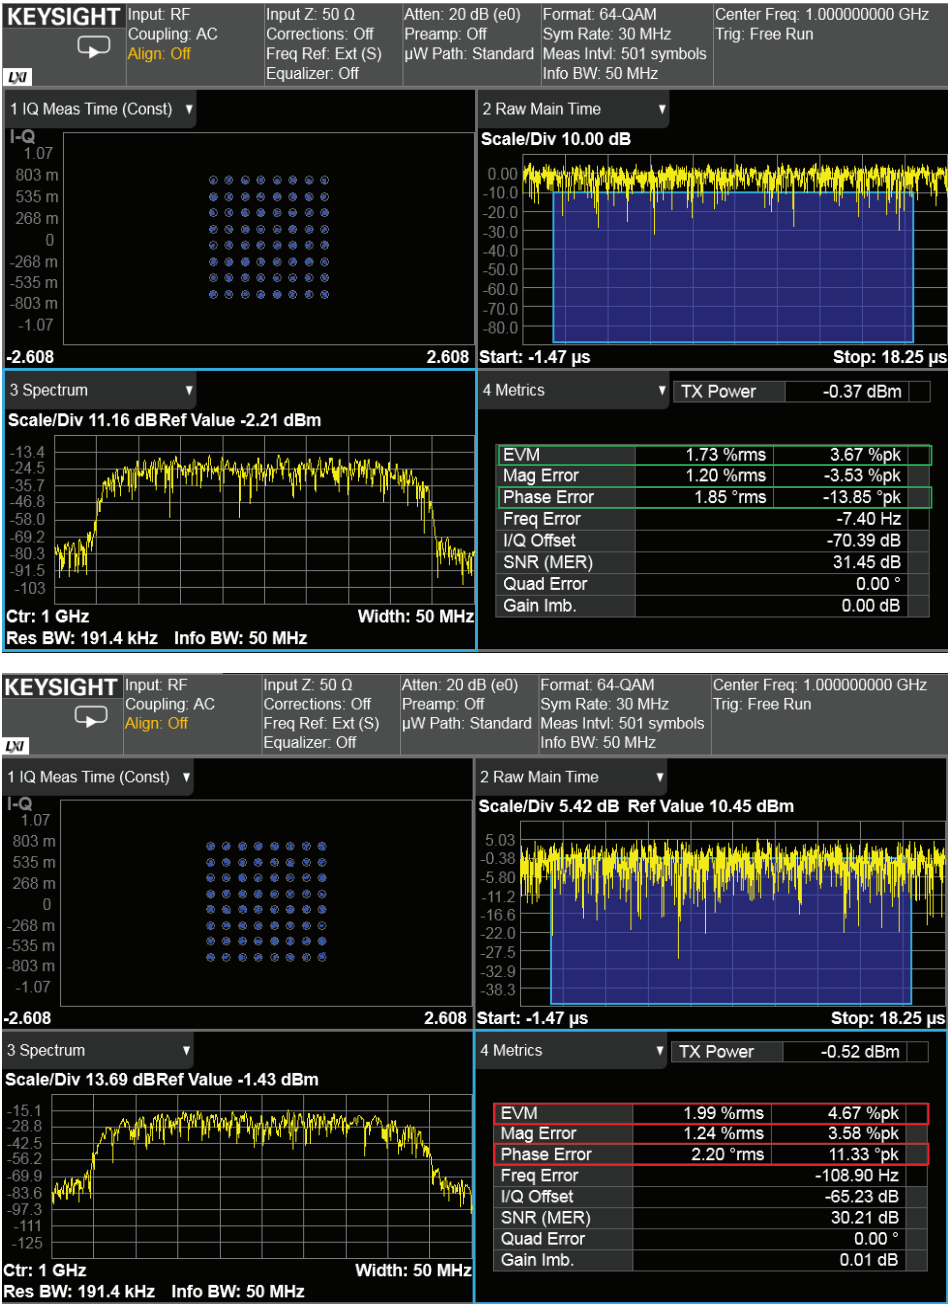 KEYSIGHT
LXI
Input: RF
Coupling: AC
Align: Off
Input Z: 50 Ω
Corrections: Off
Freq Ref: Ext (S)
Equalizer: Off
Atten: 20 dB (e0)
Preamp: Off
µW Path: Standard
Format: 64-QAM
Sym Rate: 30 MHz
Meas Intvl: 501 symbols
Info BW: 50 MHz
Center Freq: 1.000000000 GHz
Trig: Free Run
1 IQ Meas Time (Const) ▼
I-Q
1.07
803 m
535 m
268 m
0
-268 m
-535 m
-803 m
-1.07
-2.608 2.608
2 Raw Main Time ▼
Scale/Div 10.00 dB
0.00
-10.0
-20.0
-30.0
-40.0
-50.0
-60.0
-70.0
-80.0
Start: -1.47 µs Stop: 18.25 µs
3 Spectrum ▼
Scale/Div 11.16 dB Ref Value -2.21 dBm
-13.4
-24.5
-35.7
-46.8
-58.0
-69.2
-80.3
-91.5
-103
Ctr: 1 GHz Width: 50 MHz
Res BW: 191.4 kHz Info BW: 50 MHz
4 Metrics ▼
TX Power -0.37 dBm
EVM 1.73 %rms 3.67 %pk
Mag Error 1.20 %rms -3.53 %pk
Phase Error 1.85 °rms -13.85 °pk
Freq Error -7.40 Hz
I/Q Offset -70.39 dB
SNR (MER) 31.45 dB
Quad Error 0.00 °
Gain Imb. 0.00 dB
KEYSIGHT
LXI
Input: RF
Coupling: AC
Align: Off
Input Z: 50 Ω
Corrections: Off
Freq Ref: Ext (S)
Equalizer: Off
Atten: 20 dB (e0)
Preamp: Off
µW Path: Standard
Format: 64-QAM
Sym Rate: 30 MHz
Meas Intvl: 501 symbols
Info BW: 50 MHz
Center Freq: 1.000000000 GHz
Trig: Free Run
1 IQ Meas Time (Const) ▼
I-Q
1.07
803 m
535 m
268 m
0
-268 m
-535 m
-803 m
-1.07
-2.608 2.608
2 Raw Main Time ▼
Scale/Div 5.42 dB Ref Value 10.45 dBm
5.03
-0.38
-5.80
-11.2
-16.6
-22.0
-27.5
-32.9
-38.3
Start: -1.47 µs Stop: 18.25 µs
3 Spectrum ▼
Scale/Div 13.69 dB Ref Value -1.43 dBm
-15.1
-28.8
-42.5
-56.2
-69.9
-83.6
-97.3
-111
-125
Ctr: 1 GHz Width: 50 MHz
Res BW: 191.4 kHz Info BW: 50 MHz
4 Metrics ▼
TX Power -0.52 dBm
EVM 1.99 %rms 4.67 %pk
Mag Error 1.24 %rms 3.58 %pk
Phase Error 2.20 °rms 11.33 °pk
Freq Error -108.90 Hz
I/Q Offset -65.23 dB
SNR (MER) 30.21 dB
Quad Error 0.00 °
Gain Imb. 0.01 dB